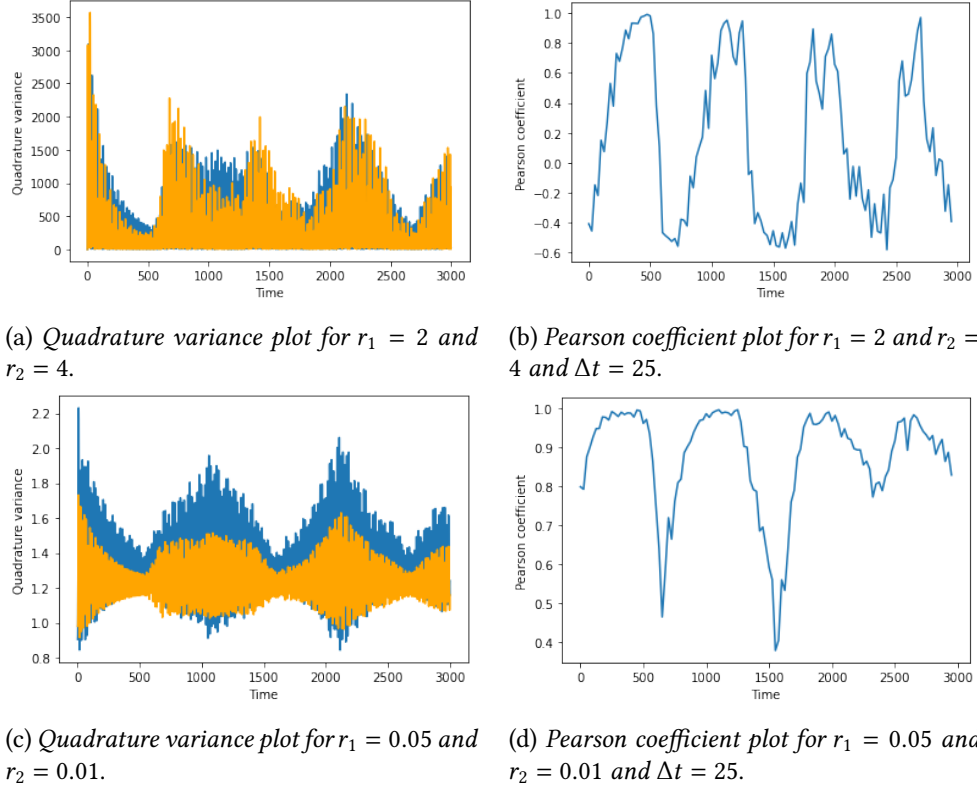 3500
3000
2500
2000
1500
1000
500
0
Quadrature variance
0 500 1000 1500 2000 2500 3000
Time
1.0
0.8
0.6
0.4
0.2
0.0
−0.2
−0.4
−0.6
Pearson coefficient
0 500 1000 1500 2000 2500 3000
Time
(a) Quadrature variance plot for r₁ = 2 and
r₂ = 4.
(b) Pearson coefficient plot for r₁ = 2 and r₂ =
4 and Δt = 25.
2.2
2.0
1.8
1.6
1.4
1.2
1.0
0.8
Quadrature variance
0 500 1000 1500 2000 2500 3000
Time
1.0
0.9
0.8
0.7
0.6
0.5
0.4
Pearson coefficient
0 500 1000 1500 2000 2500 3000
Time
(c) Quadrature variance plot for r₁ = 0.05 and
r₂ = 0.01.
(d) Pearson coefficient plot for r₁ = 0.05 and
r₂ = 0.01 and Δt = 25.